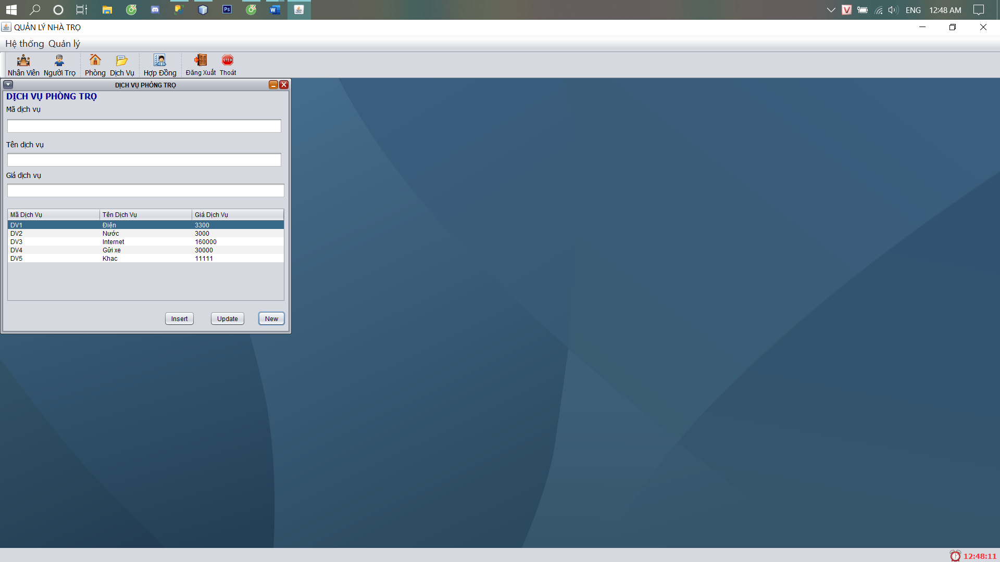 ENG 12:48 AM
QUẢN LÝ NHÀ TRỌ
Hệ thống Quản lý
Nhân Viên Người Trọ Phòng Dịch Vụ Hợp Đồng Đăng Xuất Thoát
DỊCH VỤ PHÒNG TRỌ
DỊCH VỤ PHÒNG TRỌ
Mã dịch vụ
Tên dịch vụ
Giá dịch vụ
Mã Dịch Vụ Tên Dịch Vụ Giá Dịch Vụ
DV1 Điện 3300
DV2 Nước 3000
DV3 Internet 160000
DV4 Gửi xe 30000
DV5 Khac 11111
Insert Update New
12:48:11